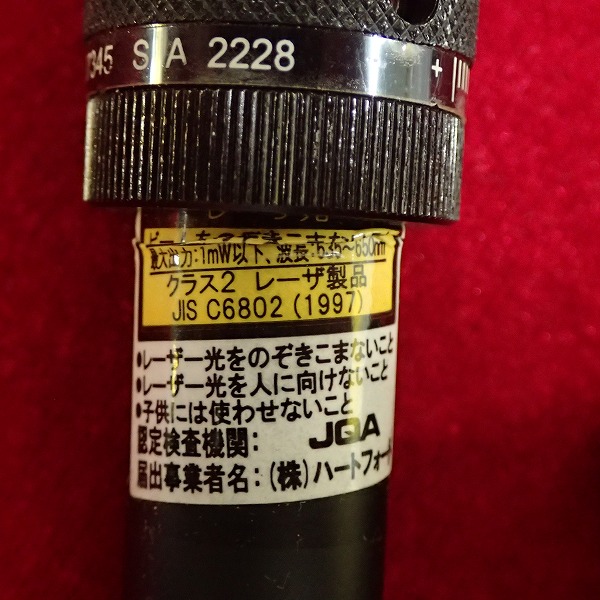 7345 S/A 2228
+
最大出力:1mW以下、波長:635~650nm
クラス2 レーザ製品
JIS C6802 (1997)
•レーザー光をのぞきこまないこと
•レーザー光を人に向けないこと
•子供には使わせないこと
認定検査機関: JQA
届出事業者名:(株)ハートフォート